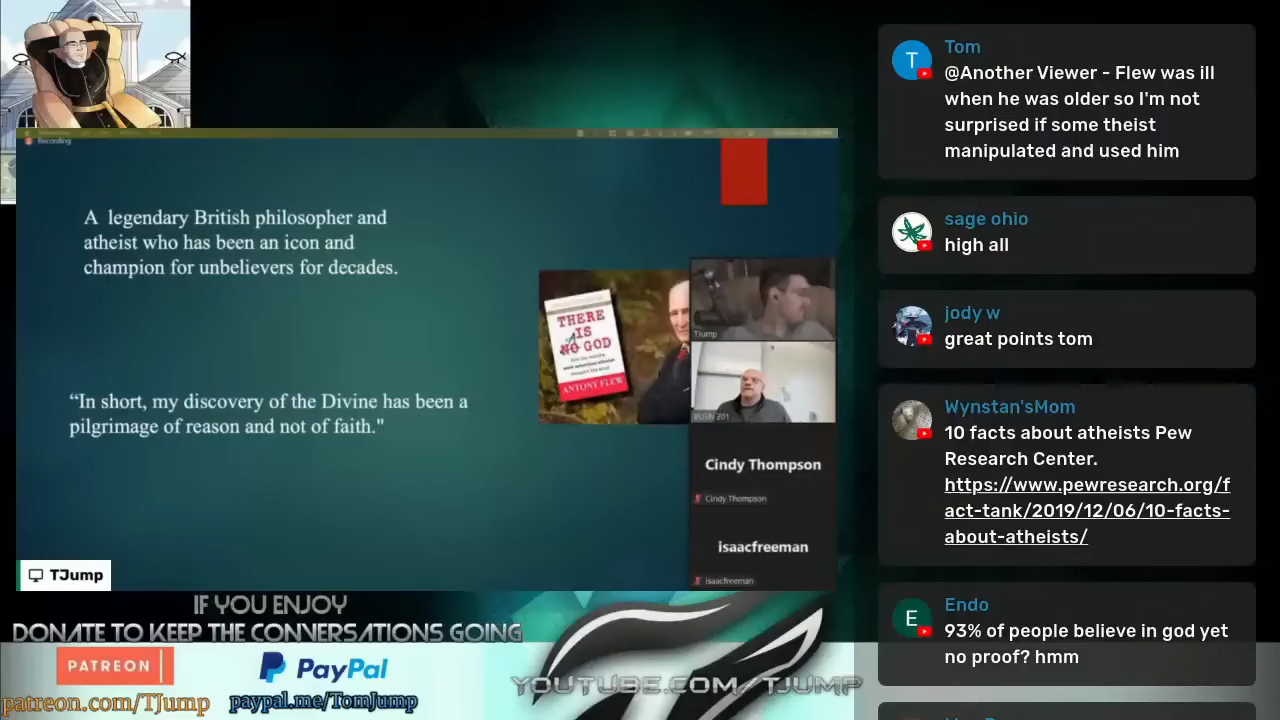 Recording
A legendary British philosopher and
atheist who has been an icon and
champion for unbelievers for decades.
“In short, my discovery of the Divine has been a
pilgrimage of reason and not of faith."
THERE
IS
A
NO GOD
ANTONY FLEW
TJump
Cindy Thompson
Cindy Thompson
isaacfreeman
isaacfreeman
TJump
IF YOU ENJOY
DONATE TO KEEP THE CONVERSATIONS GOING
PATREON
PayPal
patreon.com/TJump
paypal.me/TomJump
YOUTUBE.COM/TJUMP
T
Tom
@Another Viewer - Flew was ill
when he was older so I'm not
surprised if some theist
manipulated and used him
sage ohio
high all
jody w
great points tom
Wynstan'sMom
10 facts about atheists Pew
Research Center.
https://www.pewresearch.org/f
act-tank/2019/12/06/10-facts-
about-atheists/
E
Endo
93% of people believe in god yet
no proof? hmm